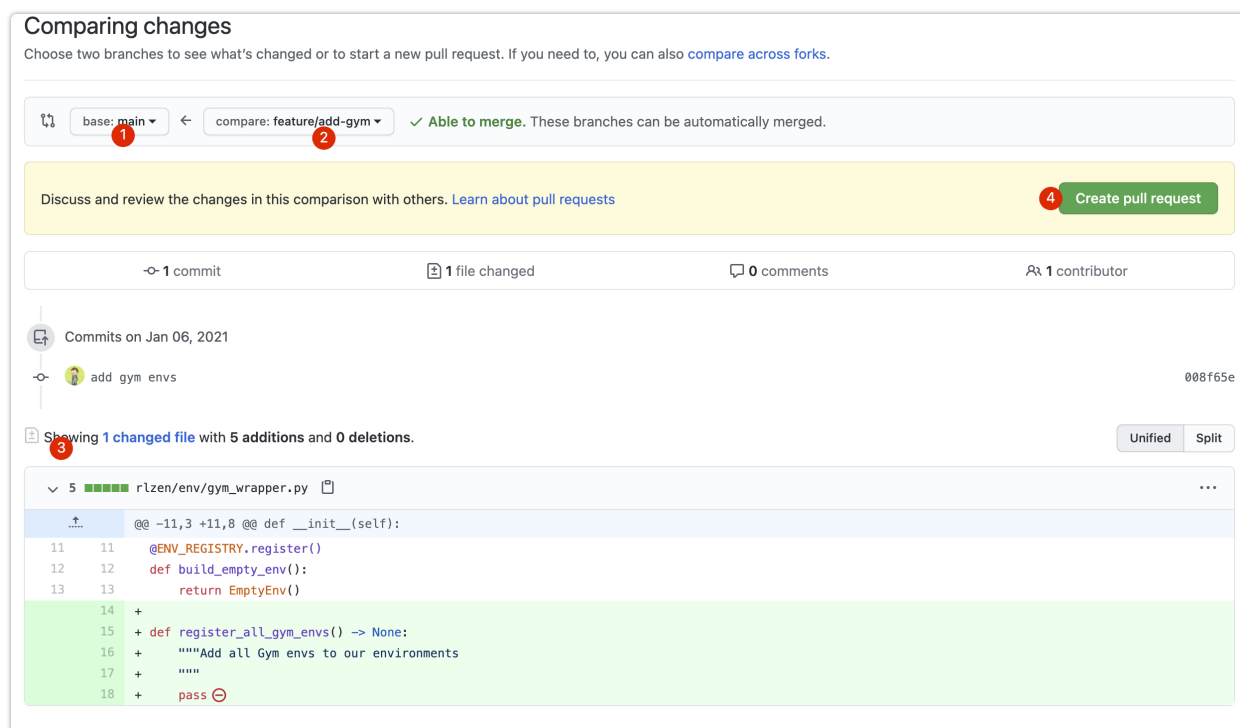 Comparing changes
Choose two branches to see what's changed or to start a new pull request. If you need to, you can also compare across forks.
base: main
compare: feature/add-gym
Able to merge. These branches can be automatically merged.
1
2
Discuss and review the changes in this comparison with others. Learn about pull requests
4
Create pull request
1 commit
1 file changed
0 comments
1 contributor
Commits on Jan 06, 2021
add gym envs
008f65e
Showing 1 changed file with 5 additions and 0 deletions.
3
Unified
Split
5 rlzen/env/gym_wrapper.py
@@ -11,3 +11,8 @@ def __init__(self):
11 11 @ENV_REGISTRY.register()
12 12 def build_empty_env():
13 13 return EmptyEnv()
14 +
15 + def register_all_gym_envs() -> None:
16 + """Add all Gym envs to our environments
17 + """
18 + pass